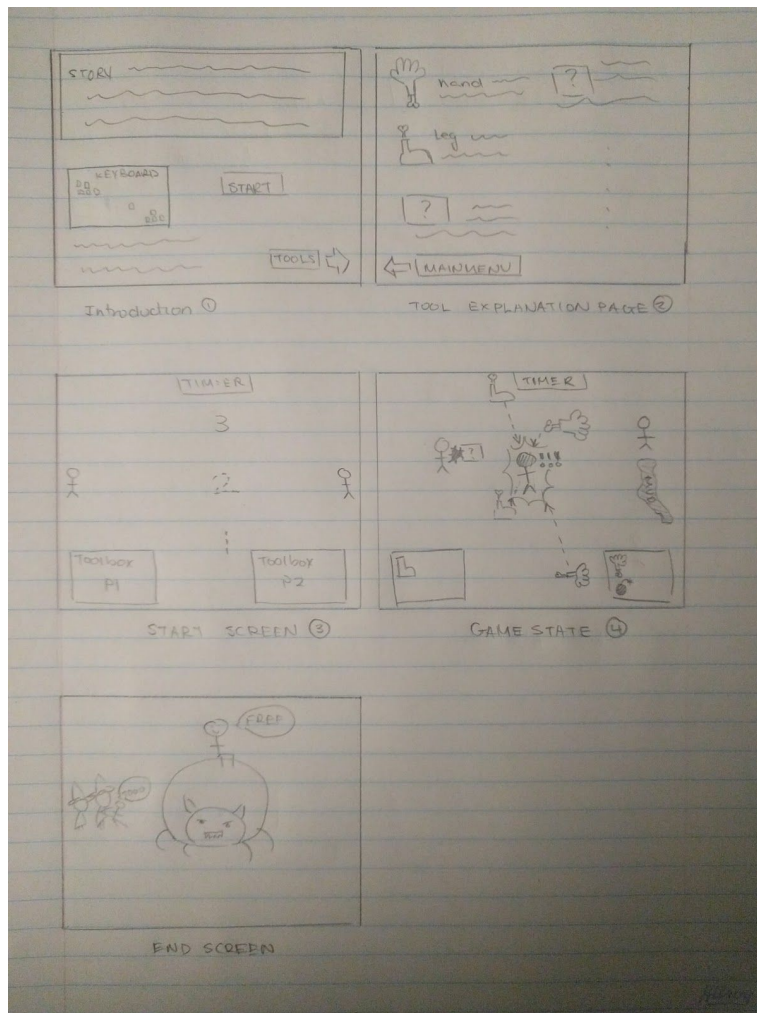 STORY
KEYBOARD
START
TOOLS
Introduction 1
hand
?
Leg
?
MAINMENU
TOOL EXPLANATION PAGE 2
TIMER
3
2
Toolbox
P1
Toolbox
P2
START SCREEN 3
TIMER
?
!!!
GAME STATE 4
FREE
END SCREEN